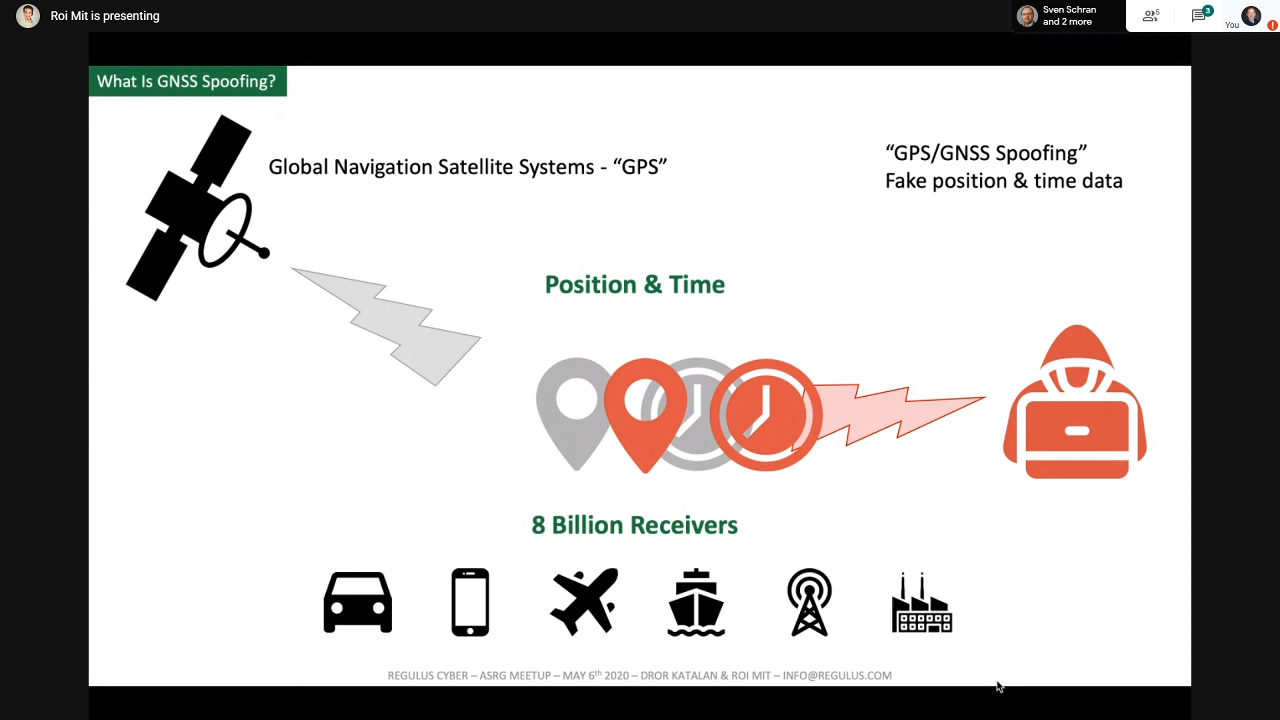 Roi Mit is presenting
Sven Schran
and 2 more
5
3
You
What Is GNSS Spoofing?
Global Navigation Satellite Systems - “GPS”
“GPS/GNSS Spoofing”
Fake position & time data
Position & Time
8 Billion Receivers
REGULUS CYBER – ASRG MEETUP – MAY 6th 2020 – DROR KATALAN & ROI MIT – INFO@REGULUS.COM